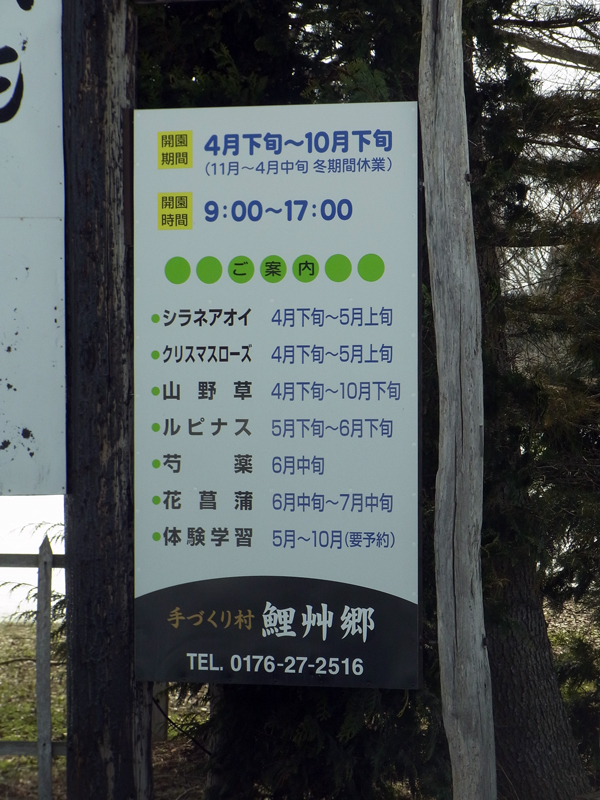 開園期間 4月下旬～10月下旬
(11月～4月中旬 冬期間休業)
開園時間 9:00～17:00
●●ご案内●●
●シラネアオイ 4月下旬～5月上旬
●クリスマスローズ 4月下旬～5月上旬
●山野草 4月下旬～10月下旬
●ルピナス 5月下旬～6月下旬
●芍薬 6月中旬
●花菖蒲 6月中旬～7月中旬
●体験学習 5月～10月(要予約)
手づくり村 鯉艸郷
TEL. 0176-27-2516